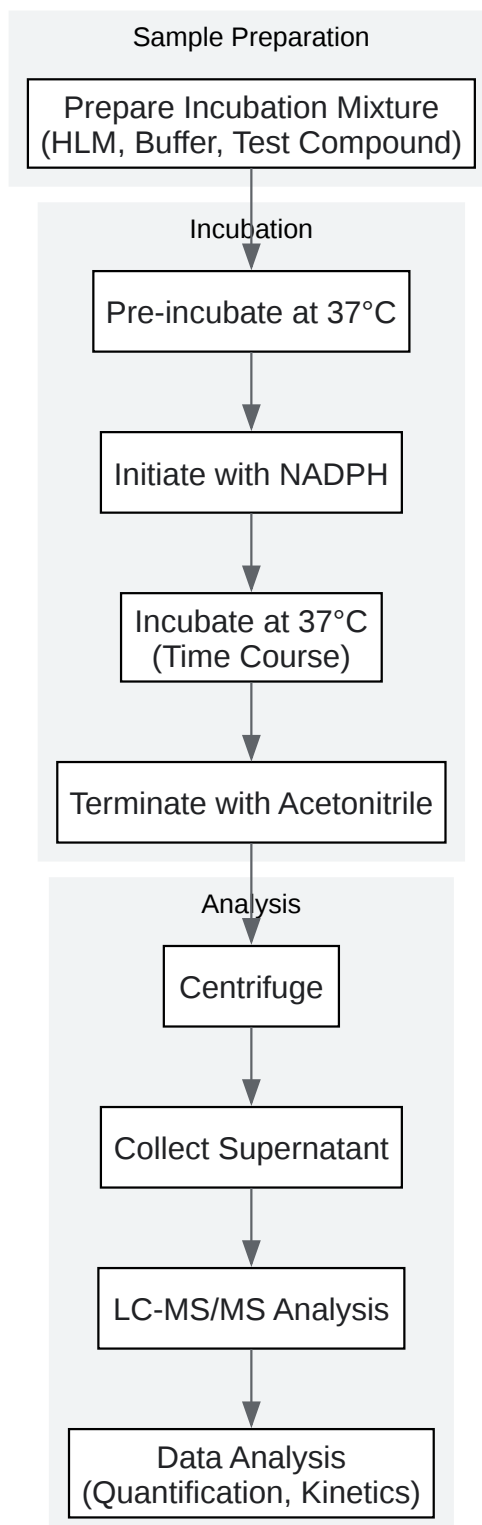 Sample Preparation
Prepare Incubation Mixture
(HLM, Buffer, Test Compound)
Incubation
Pre-incubate at 37°C
Initiate with NADPH
Incubate at 37°C
(Time Course)
Terminate with Acetonitrile
Analysis
Centrifuge
Collect Supernatant
LC-MS/MS Analysis
Data Analysis
(Quantification, Kinetics)